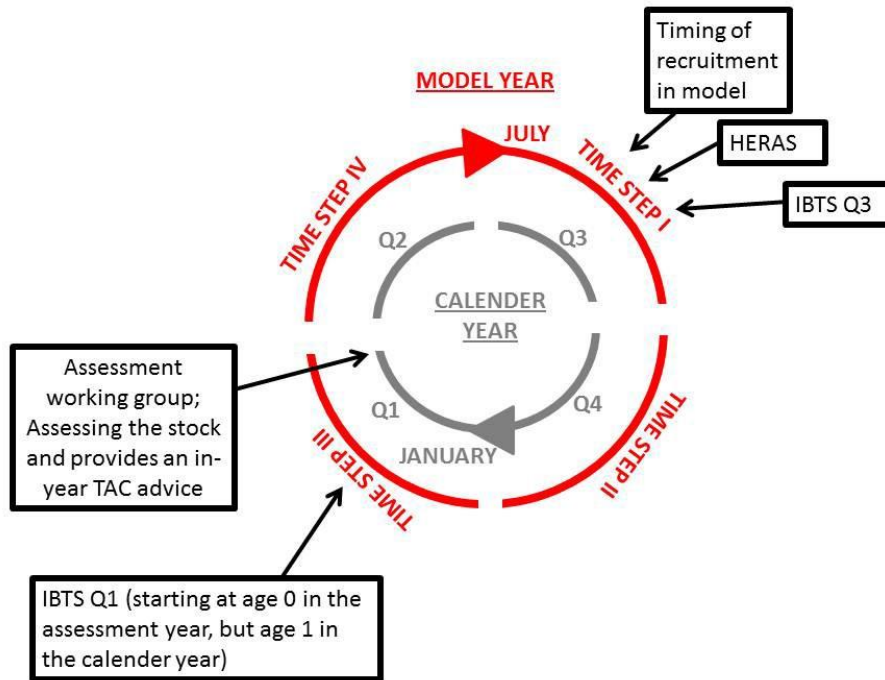 Timing of
recruitment
in model
MODEL YEAR
JULY
HERAS
TIME STEP I
IBTS Q3
TIME STEP IV
Q2
Q3
CALENDER
YEAR
Assessment
working group;
Assessing the stock
and provides an in-
year TAC advice
Q1
Q4
JANUARY
TIME STEP III
TIME STEP II
IBTS Q1 (starting at age 0 in the
assessment year, but age 1 in
the calender year)